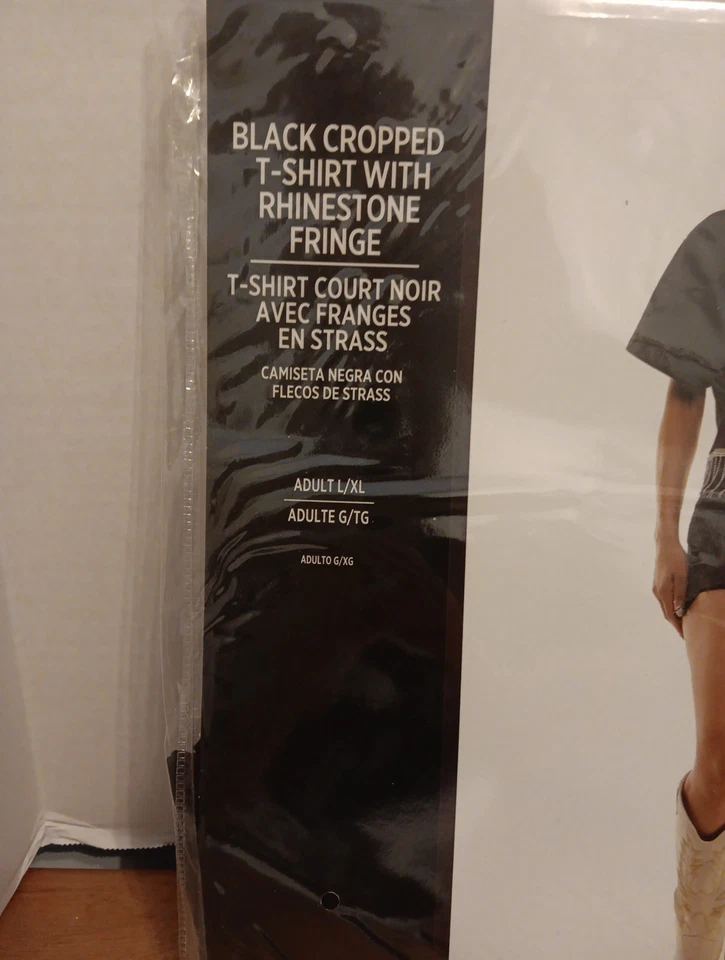 BLACK CROPPED
T-SHIRT WITH
RHINESTONE
FRINGE
T-SHIRT COURT NOIR
AVEC FRANGES
EN STRASS
CAMISETA NEGRA CON
FLECOS DE STRASS
ADULT L/XL
ADULTE G/TG
ADULTO G/XG